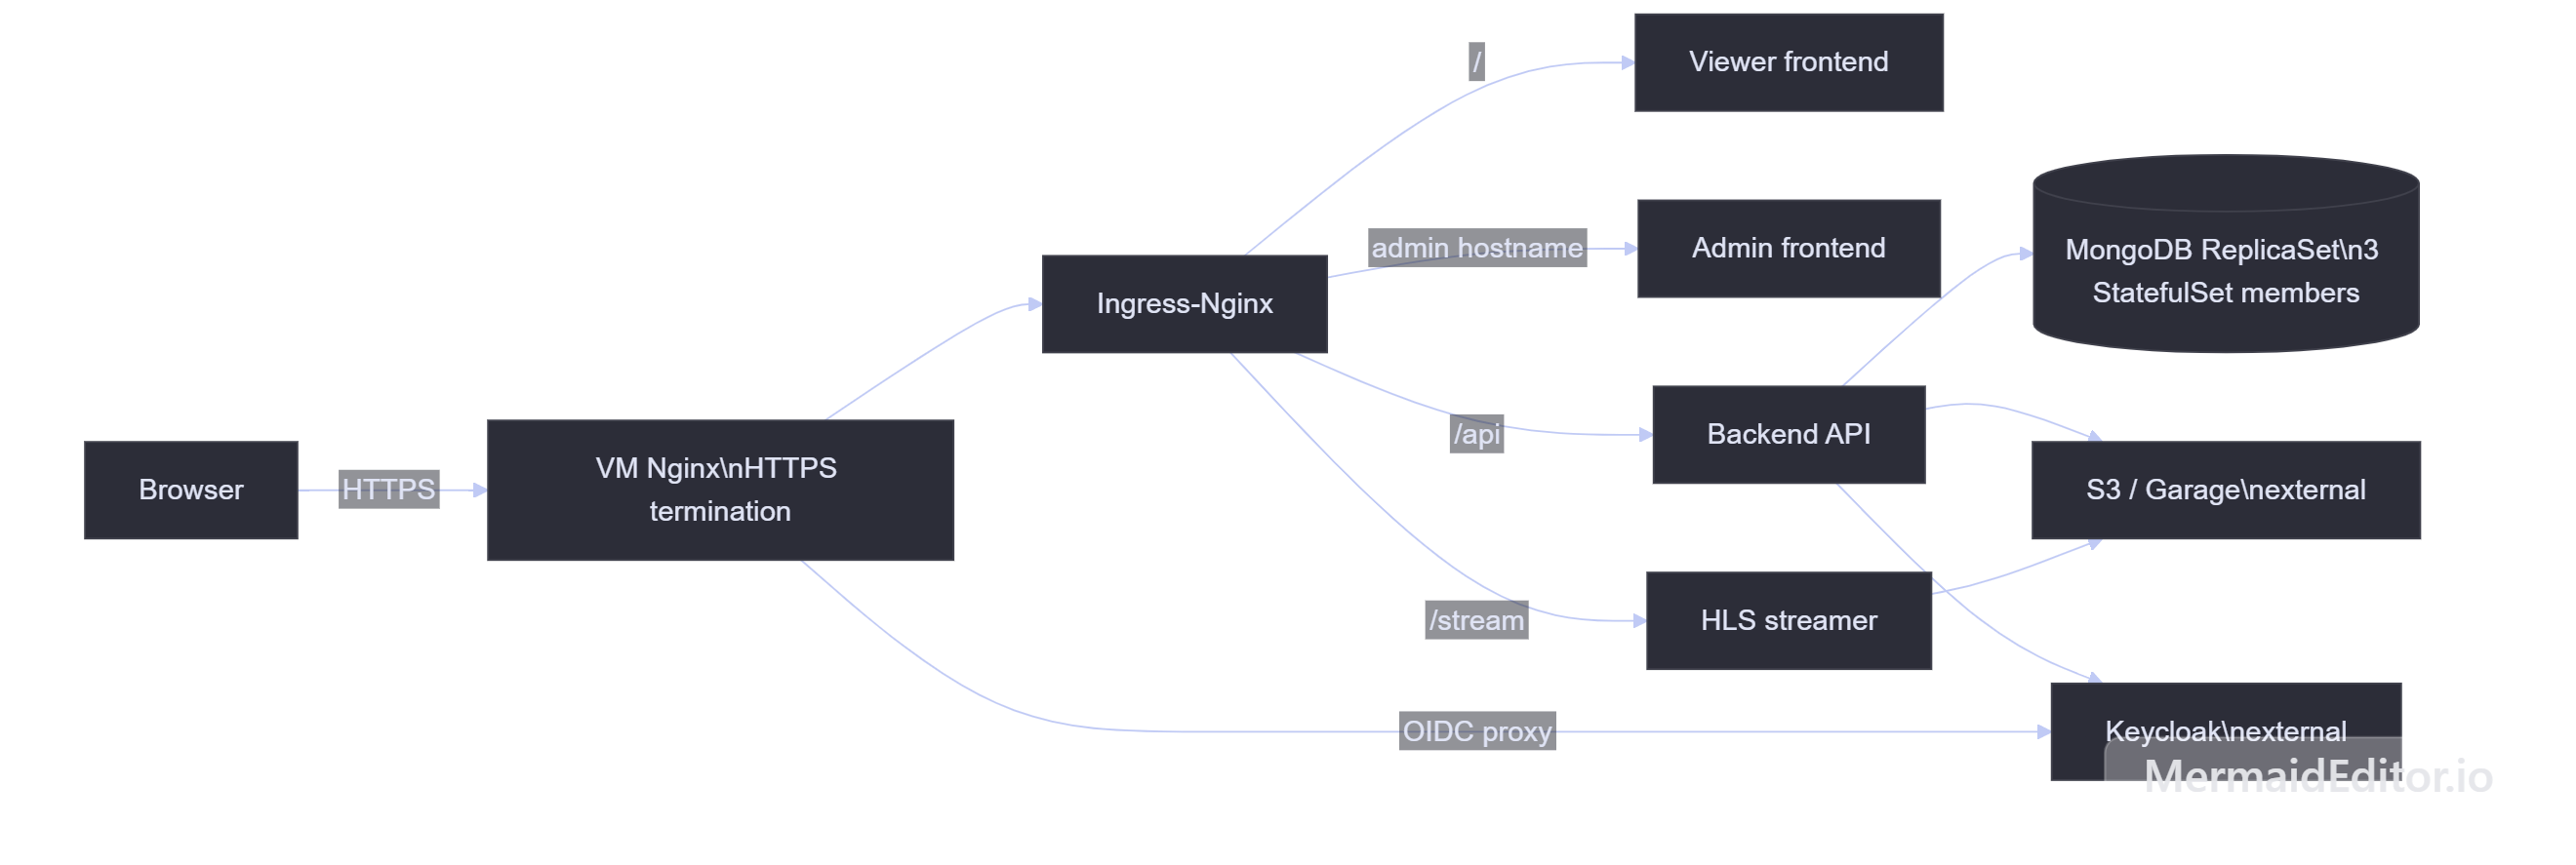 Browser
HTTPS
VM Nginx\nHTTPS
termination
Ingress-Nginx
/
admin hostname
/api
/stream
OIDC proxy
Viewer frontend
Admin frontend
Backend API
HLS streamer
MongoDB ReplicaSet\n3
StatefulSet members
S3 / Garage\nexternal
Keycloak\nexternal
MermaidEditor.io